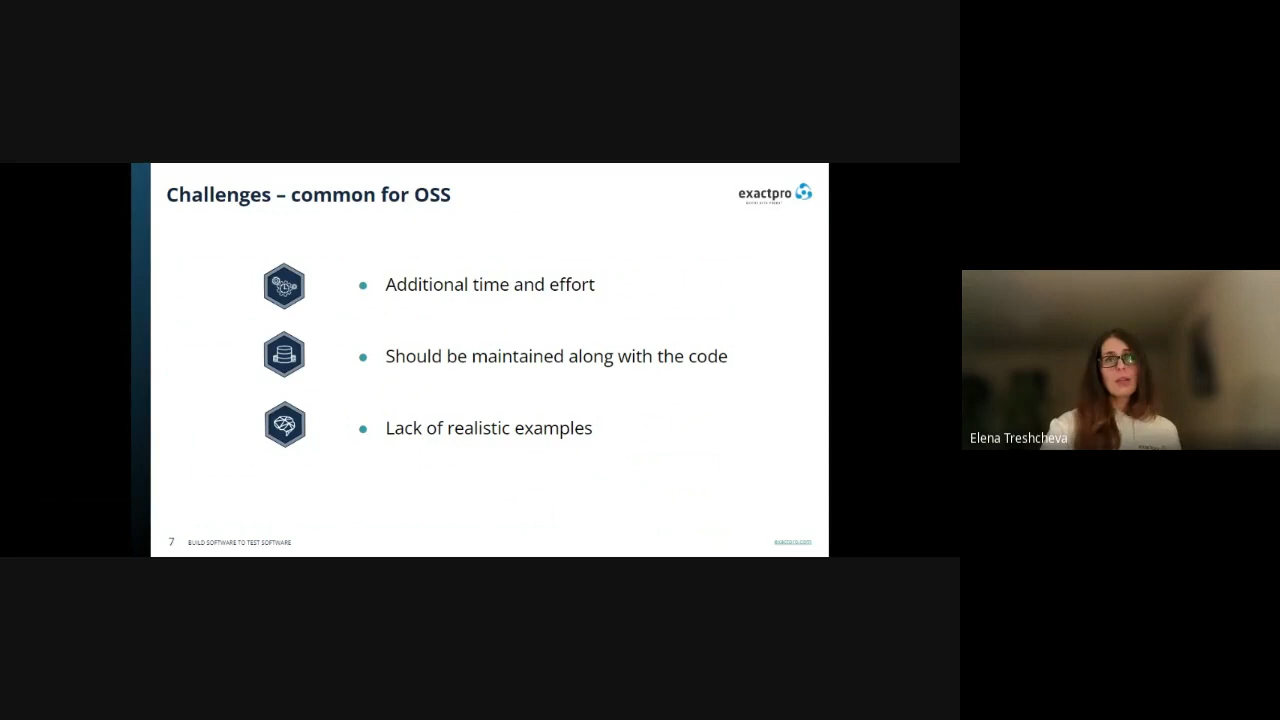 Challenges – common for OSS
exactpro
Additional time and effort
Should be maintained along with the code
Lack of realistic examples
Elena Treshcheva
7 BUILD SOFTWARE TO TEST SOFTWARE
exactpro.com